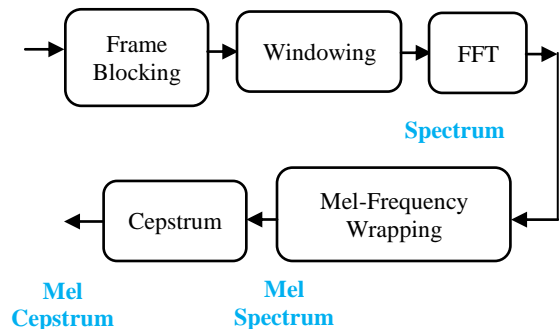 Frame
Blocking
Windowing
FFT
Spectrum
Cepstrum
Mel-Frequency
Wrapping
Mel
Cepstrum
Mel
Spectrum